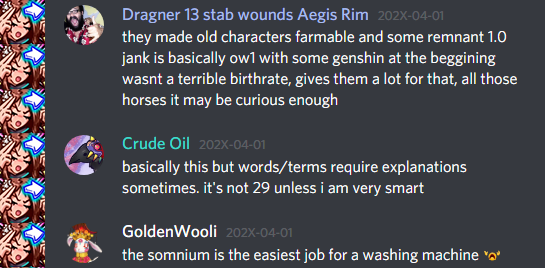 Dragner 13 stab wounds Aegis Rim 202X-04-01
they made old characters farmable and some remnant 1.0
jank is basically ow1 with some genshin at the beggining
wasnt a terrible birthrate, gives them a lot for that, all those
horses it may be curious enough
Crude Oil 202X-04-01
basically this but words/terms require explanations
sometimes. it's not 29 unless i am very smart
GoldenWooli 202X-04-01
the somnium is the easiest job for a washing machine